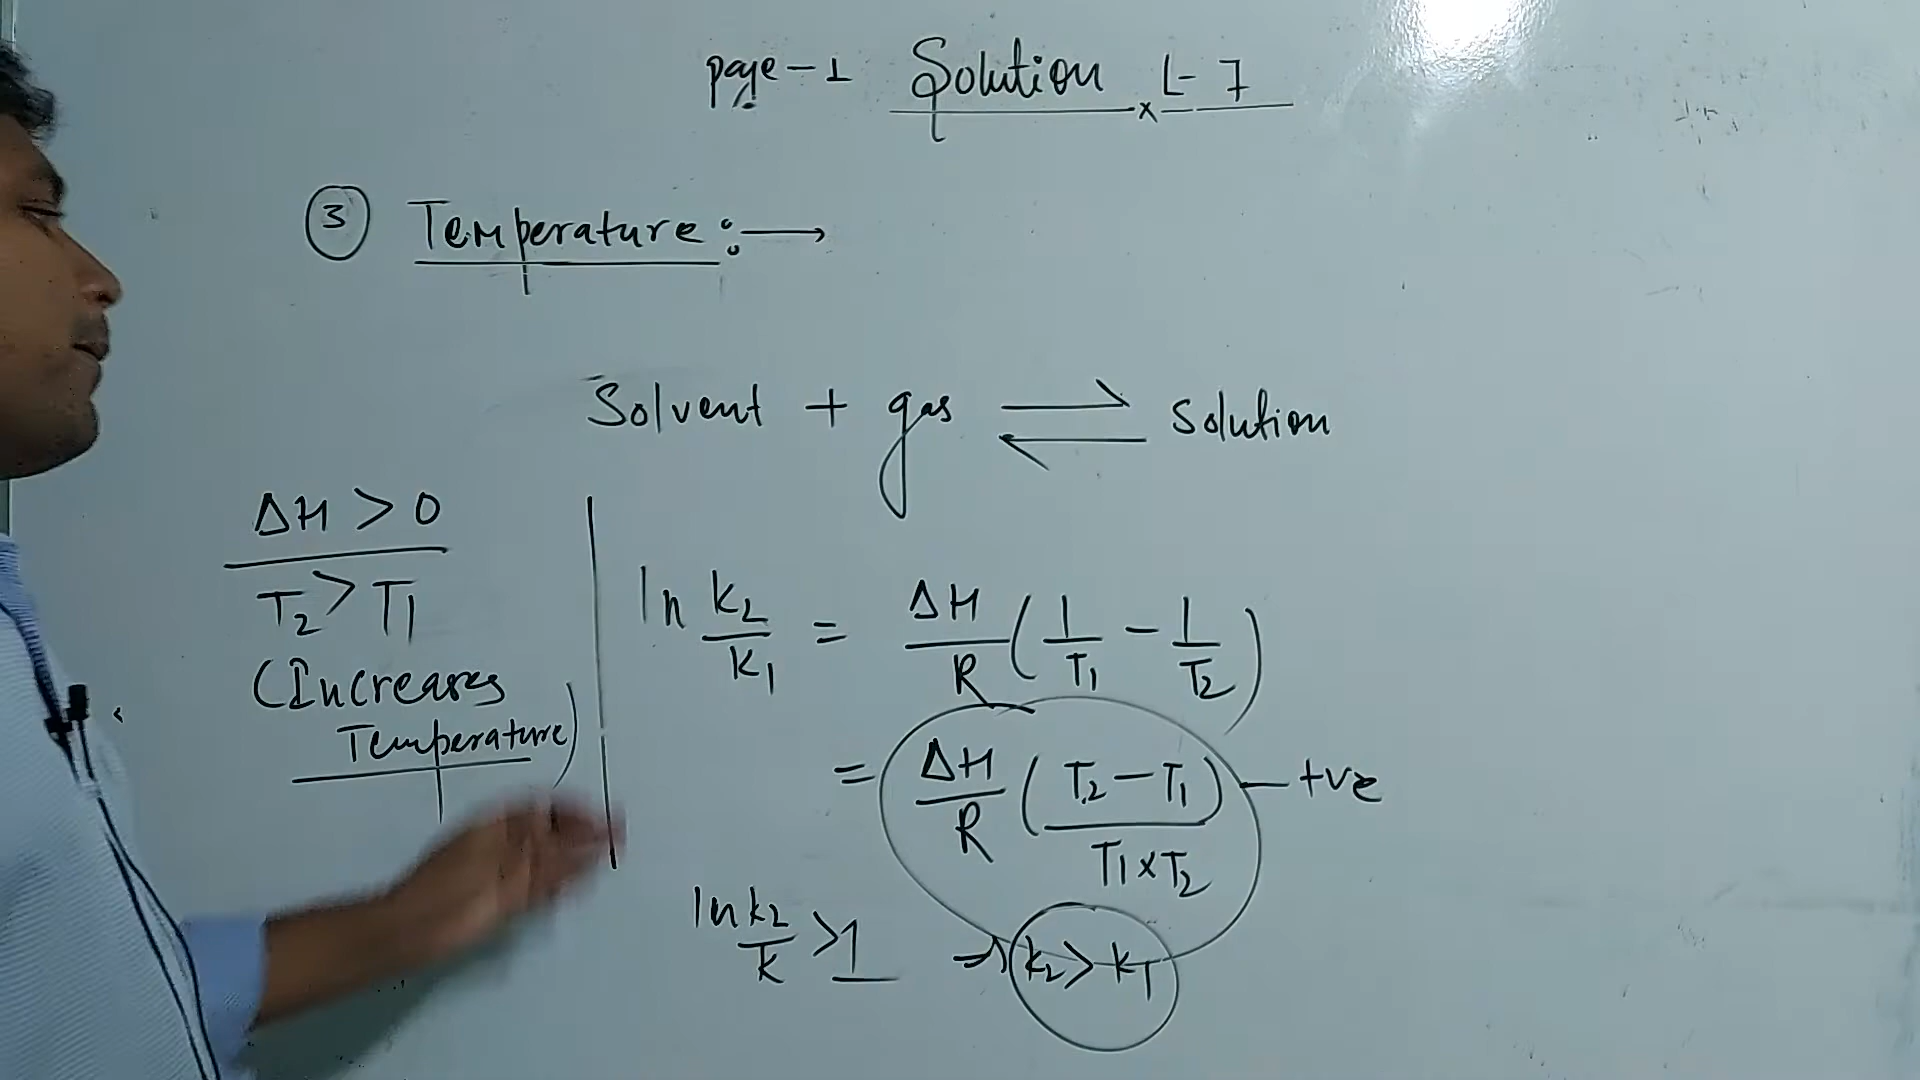 page-1 Solution L-7
③ Temperature :→
Solvent + gas ⇌ Solution
ΔH > 0
T₂ > T₁
(Increases
Temperature)
ln k₂/k₁ = ΔH/R (1/T₁ - 1/T₂)
= ΔH/R (T₂ - T₁ / T₁ × T₂) — +ve
ln k₂/k > 1 ⇒ k₂ > k₁